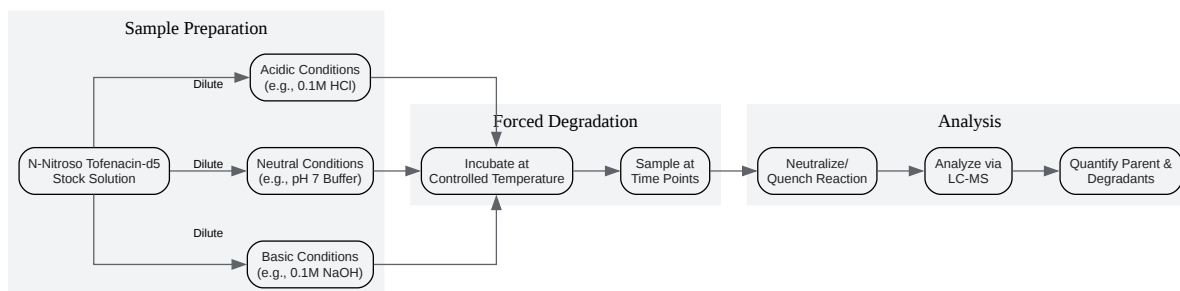 Sample Preparation
N-Nitroso Tofenacin-d5
Stock Solution
Dilute
Acidic Conditions
(e.g., 0.1M HCl)
Dilute
Neutral Conditions
(e.g., pH 7 Buffer)
Dilute
Basic Conditions
(e.g., 0.1M NaOH)
Forced Degradation
Incubate at
Controlled Temperature
Sample at
Time Points
Analysis
Neutralize/
Quench Reaction
Analyze via
LC-MS
Quantify Parent &
Degradants